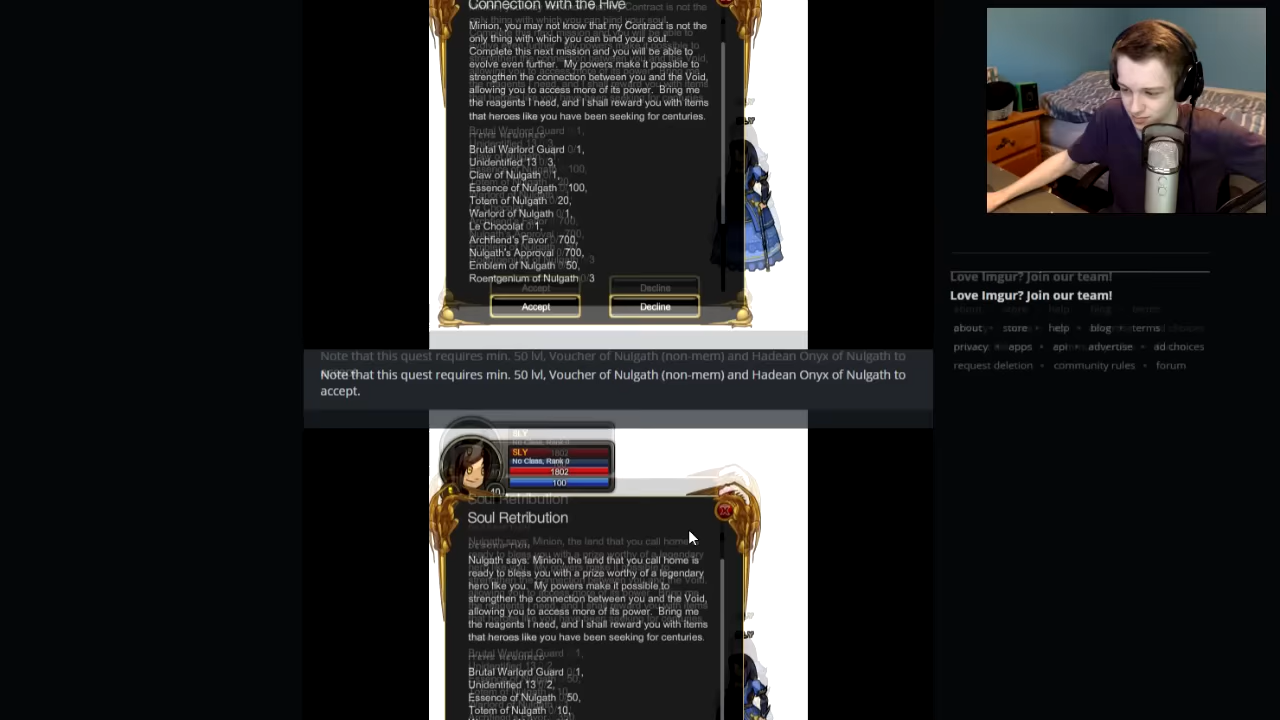 Connection with the Hive
Minion, you may not know that my Contract is not the
only thing with which you can bind your soul.
Complete this next mission and you will be able to
evolve even further. My powers make it possible to
strengthen the connection between you and the Void,
allowing you to access more of its power. Bring me
the reagents I need, and I shall reward you with items
that heroes like you have been seeking for centuries.
ITEMS REQUIRED
Brutal Warlord Guard 0/1,
Unidentified 13 3,
Claw of Nulgath 0/1,
Essence of Nulgath 100,
Totem of Nulgath 20,
Warlord of Nulgath 0/1,
Le Chocolat 1,
Archfiend's Favor 700,
Nulgath's Approval 700,
Emblem of Nulgath 50,
Roentgenium of Nulgath 3
Accept Decline
Note that this quest requires min. 50 lvl, Voucher of Nulgath (non-mem) and Hadean Onyx of Nulgath to
accept.
SLY
No Class, Rank 0
1802
100
10
Soul Retribution
DESCRIPTION
Nulgath says: Minion, the land that you call home is
ready to bless you with a prize worthy of a legendary
hero like you. My powers make it possible to
strengthen the connection between you and the Void,
allowing you to access more of its power. Bring me
the reagents I need, and I shall reward you with items
that heroes like you have been seeking for centuries.
ITEMS REQUIRED
Brutal Warlord Guard 1,
Unidentified 13 2,
Essence of Nulgath 50,
Totem of Nulgath 10,
Love Imgur? Join our team!
about store help blog terms
privacy apps api advertise ad choices
request deletion community rules forum